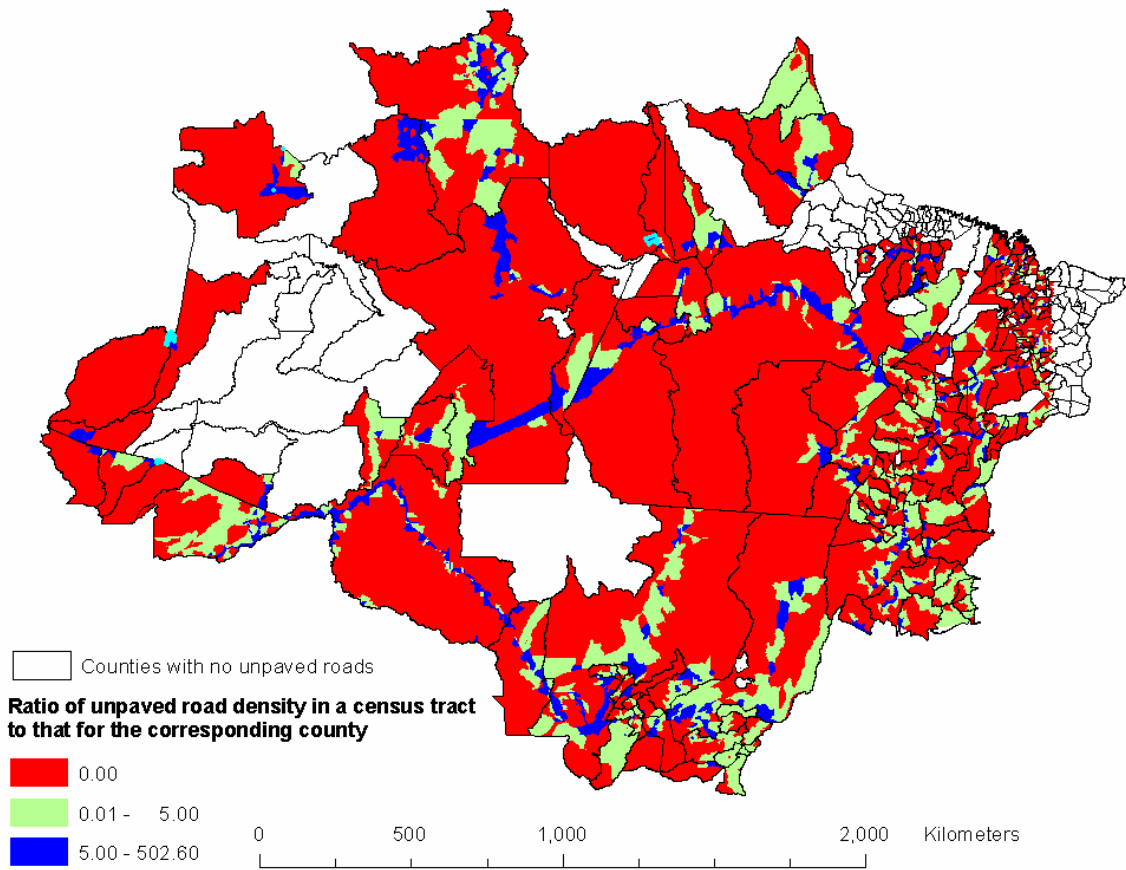 Counties with no unpaved roads
Ratio of unpaved road density in a census tract
to that for the corresponding county
0.00
0.01 - 5.00
5.00 - 502.60
0 500 1,000 2,000 Kilometers